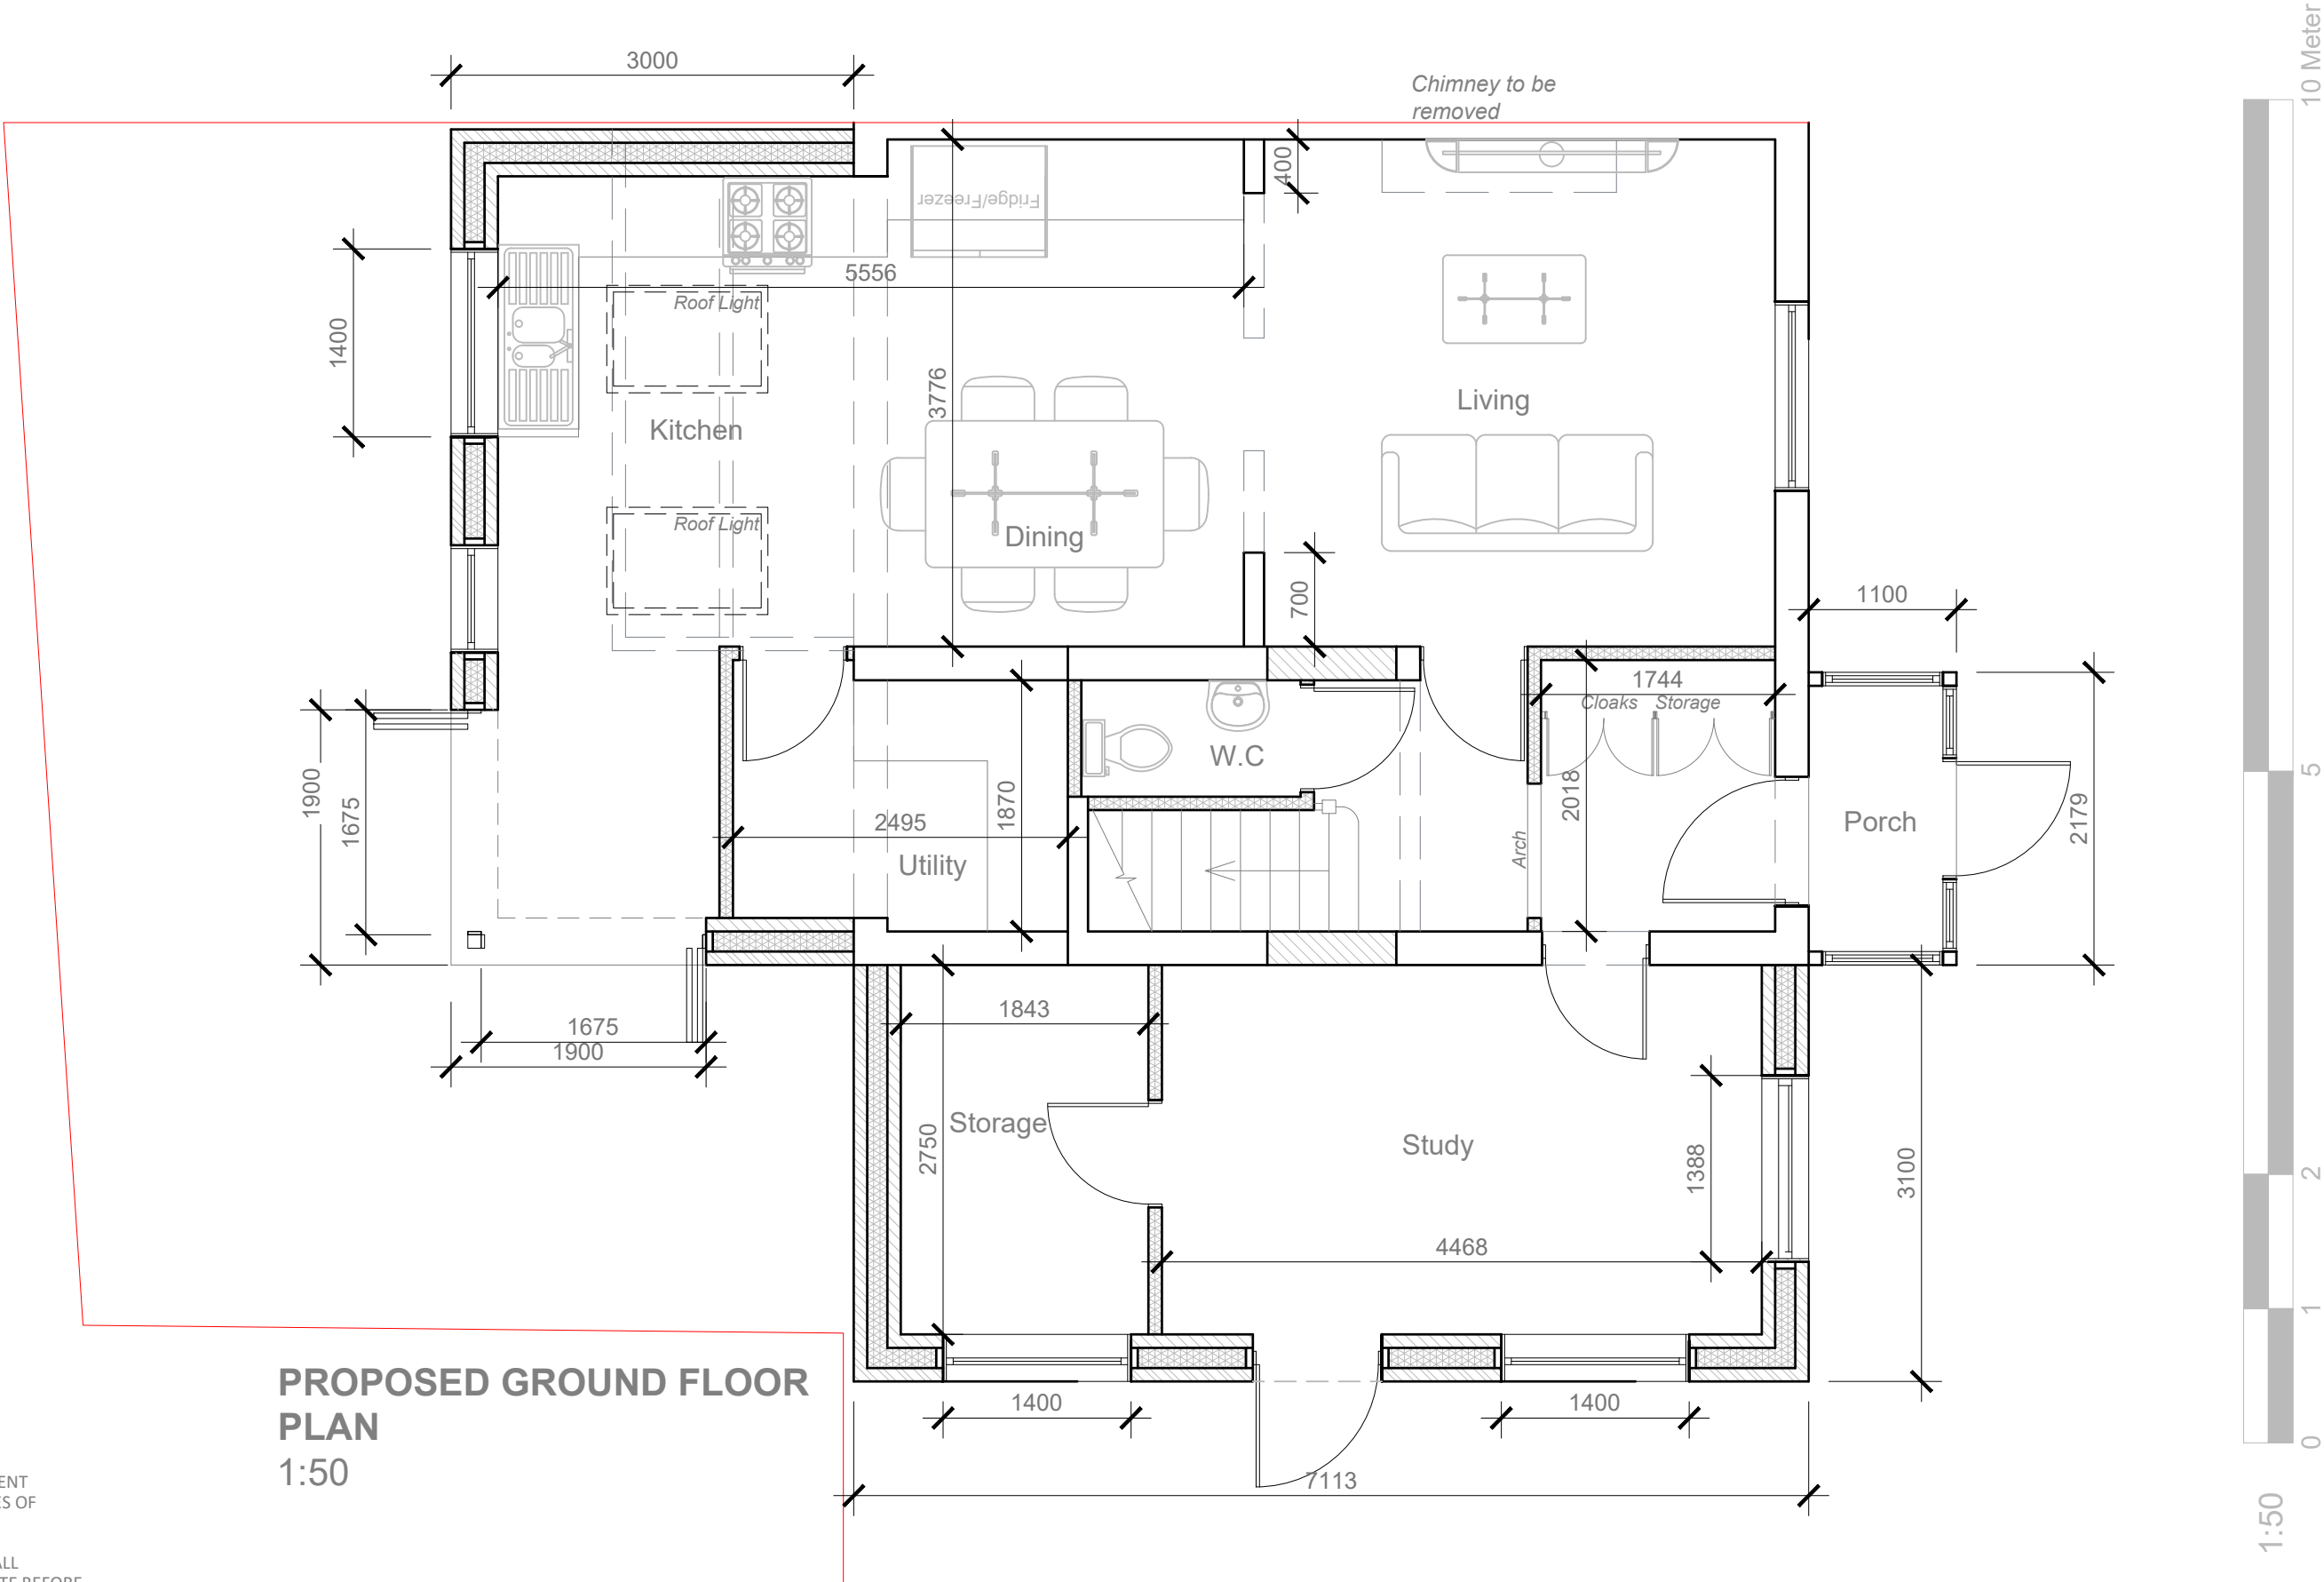 3000
Chimney to be
removed
10 Meter
400
Fridge/Freezer
5556
Roof Light
1400
3776
Living
Kitchen
Roof Light
Dining
700
1100
1744
Cloaks Storage
W.C
1900
1675
2495
1870
Utility
2018
Arch
Porch
2179
5
1843
1675
1900
Storage
2750
Study
1388
3100
2
4468
1
PROPOSED GROUND FLOOR
PLAN
1:50
1400
1400
0
7113
1:50
ENT
S OF
ALL